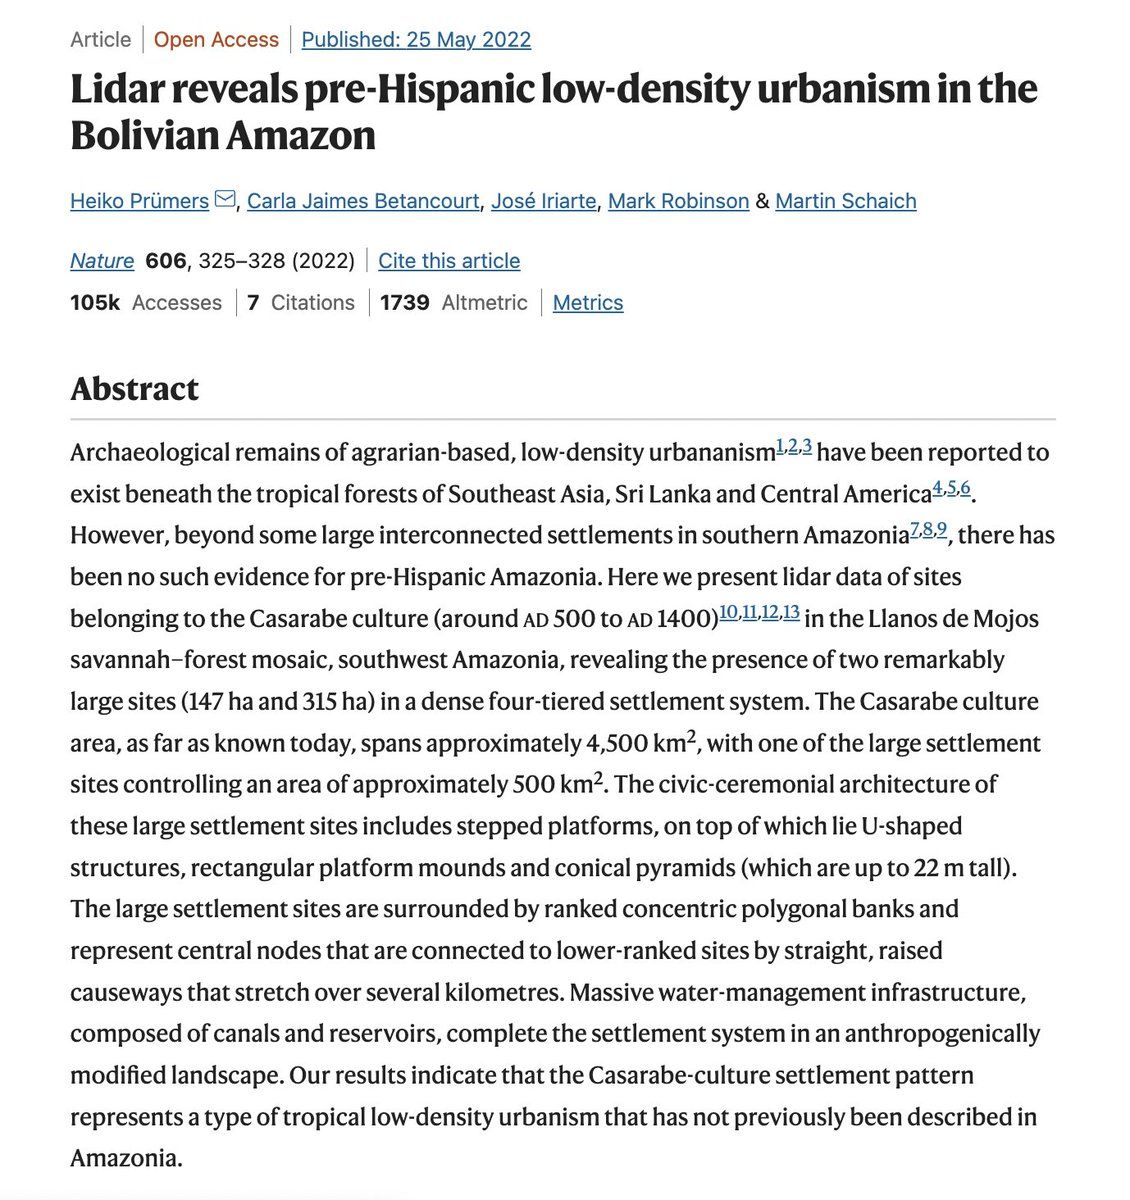 Article | Open Access | Published: 25 May 2022
Lidar reveals pre-Hispanic low-density urbanism in the
Bolivian Amazon
Heiko Prümers, Carla Jaimes Betancourt, José Iriarte, Mark Robinson & Martin Schaich
Nature 606, 325–328 (2022) | Cite this article
105k Accesses | 7 Citations | 1739 Altmetric | Metrics
Abstract
Archaeological remains of agrarian-based, low-density urbananism1,2,3 have been reported to
exist beneath the tropical forests of Southeast Asia, Sri Lanka and Central America4,5,6.
However, beyond some large interconnected settlements in southern Amazonia7,8,9, there has
been no such evidence for pre-Hispanic Amazonia. Here we present lidar data of sites
belonging to the Casarabe culture (around AD 500 to AD 1400)10,11,12,13 in the Llanos de Mojos
savannah–forest mosaic, southwest Amazonia, revealing the presence of two remarkably
large sites (147 ha and 315 ha) in a dense four-tiered settlement system. The Casarabe culture
area, as far as known today, spans approximately 4,500 km2, with one of the large settlement
sites controlling an area of approximately 500 km2. The civic-ceremonial architecture of
these large settlement sites includes stepped platforms, on top of which lie U-shaped
structures, rectangular platform mounds and conical pyramids (which are up to 22 m tall).
The large settlement sites are surrounded by ranked concentric polygonal banks and
represent central nodes that are connected to lower-ranked sites by straight, raised
causeways that stretch over several kilometres. Massive water-management infrastructure,
composed of canals and reservoirs, complete the settlement system in an anthropogenically
modified landscape. Our results indicate that the Casarabe-culture settlement pattern
represents a type of tropical low-density urbanism that has not previously been described in
Amazonia.